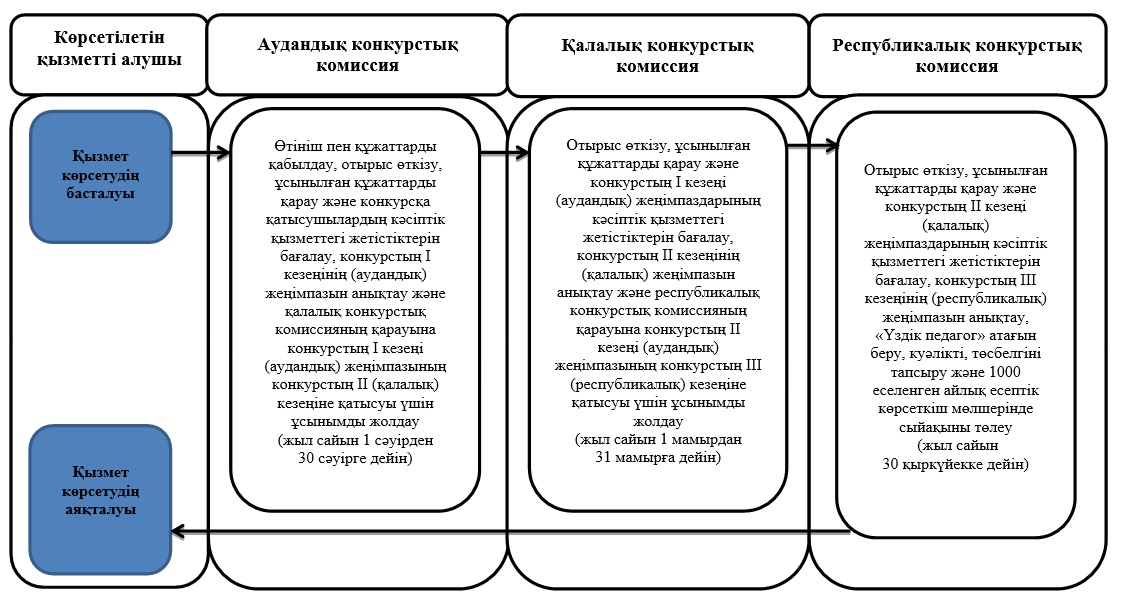 Көрсетілетін
қызметті алушы
Аудандық конкурстық
комиссия
Қалалық конкурстық
комиссия
Республикалық конкурстық
комиссия
Қызмет
көрсетудің
басталуы
Өтініш пен құжаттарды
қабылдау, отырыс өткізу,
ұсынылған құжаттарды
қарау және конкурсқа
қатысушылардың кәсіптік
қызметтегі жетістіктерін
бағалау, конкурстың I
кезеңінің (аудандық)
жеңімпазын анықтау және
қалалық конкурстық
комиссияның қарауына
конкурстың I кезеңі
(аудандық) жеңімпазының
конкурстың II (қалалық)
кезеңіне қатысуы үшін
ұсынымды жолдау
(жыл сайын 1 сәуірден
30 сәуірге дейін)
Отырыс өткізу, ұсынылған
құжаттарды қарау және
конкурстың I кезеңі
(аудандық) жеңімпаздарының
кәсіптік қызметтегі
жетістіктерін бағалау,
конкурстың II кезеңінің
(қалалық) жеңімпазын
анықтау және республикалық
конкурстық комиссияның
қарауына конкурстың II
кезеңі (аудандық)
жеңімпазының конкурстың III
(республикалық) кезеңіне
қатысуы үшін ұсынымды
жолдау
(жыл сайын 1 мамырдан
31 мамырға дейін)
Отырыс өткізу, ұсынылған
құжаттарды қарау және
конкурстың II кезеңі
(қалалық)
жеңімпаздарының кәсіптік
қызметтегі жетістіктерін
бағалау, конкурстың III
кезеңінің (республикалық)
жеңімпазын анықтау,
«Үздік педагог» атағын
беру, куәлікті, төсбелгіні
тапсыру және 1000
еселенген айлық есептік
көрсеткіш мөлшерінде
сыйақыны төлеу
(жыл сайын
30 қыркүйекке дейін)
Қызмет
көрсетудің
аяқталуы